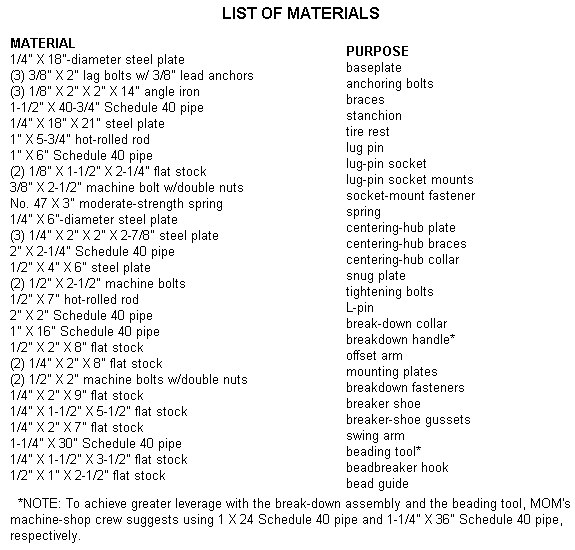 LIST OF MATERIALS
MATERIAL
1/4" X 18"-diameter steel plate
(3) 3/8" X 2" lag bolts w/ 3/8" lead anchors
(3) 1/8" X 2" X 2" X 14" angle iron
1-1/2" X 40-3/4" Schedule 40 pipe
1/4" X 18" X 21" steel plate
1" X 5-3/4" hot-rolled rod
1" X 6" Schedule 40 pipe
(2) 1/8" X 1-1/2" X 2-1/4" flat stock
3/8" X 2-1/2" machine bolt w/double nuts
No. 47 X 3" moderate-strength spring
1/4" X 6"-diameter steel plate
(3) 1/4" X 2" X 2" X 2-7/8" steel plate
2" X 2-1/4" Schedule 40 pipe
1/2" X 4" X 6" steel plate
(2) 1/2" X 2-1/2" machine bolts
1/2" X 7" hot-rolled rod
2" X 2" Schedule 40 pipe
1" X 16" Schedule 40 pipe
1/2" X 2" X 8" flat stock
(2) 1/4" X 2" X 8" flat stock
(2) 1/2" X 2" machine bolts w/double nuts
1/4" X 2" X 9" flat stock
1/4" X 1-1/2" X 5-1/2" flat stock
1/4" X 2" X 7" flat stock
1-1/4" X 30" Schedule 40 pipe
1/4" X 1-1/2" X 3-1/2" flat stock
1/2" X 1" X 2-1/2" flat stock
PURPOSE
baseplate
anchoring bolts
braces
stanchion
tire rest
lug pin
lug-pin socket
lug-pin socket mounts
socket-mount fastener
spring
centering-hub plate
centering-hub braces
centering-hub collar
snug plate
tightening bolts
L-pin
break-down collar
breakdown handle*
offset arm
mounting plates
breakdown fasteners
breaker shoe
breaker-shoe gussets
swing arm
beading tool*
beadbreaker hook
bead guide
*NOTE: To achieve greater leverage with the break-down assembly and the beading tool, MOM's
machine-shop crew suggests using 1 X 24 Schedule 40 pipe and 1-1/4" X 36" Schedule 40 pipe,
respectively.